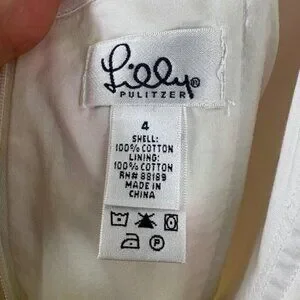 Lilly®
PULITZER
4
SHELL:
100% COTTON
LINING:
100% COTTON
RN# 88189
MADE IN
CHINA
P